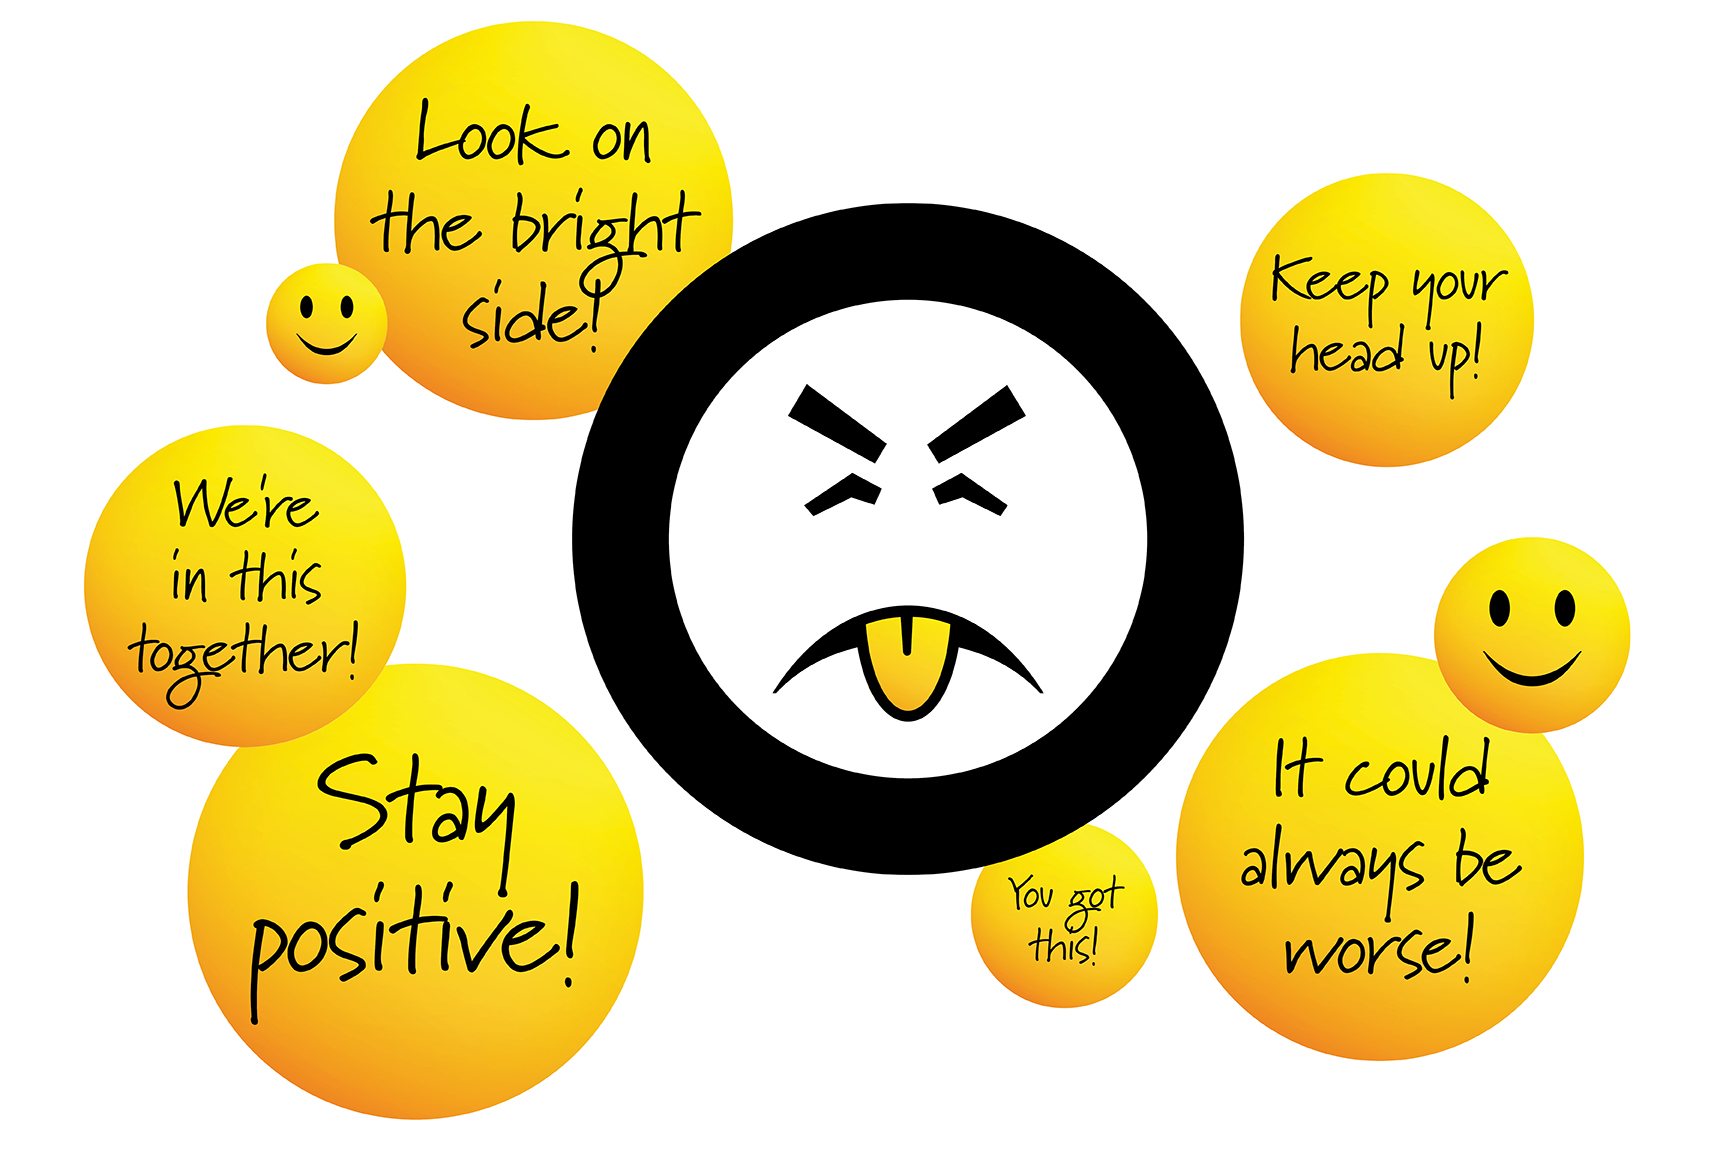 Look on
the bright
side!
Keep your
head up!
We're
in this
together!
Stay
positive!
You got
this!
It could
always be
worse!